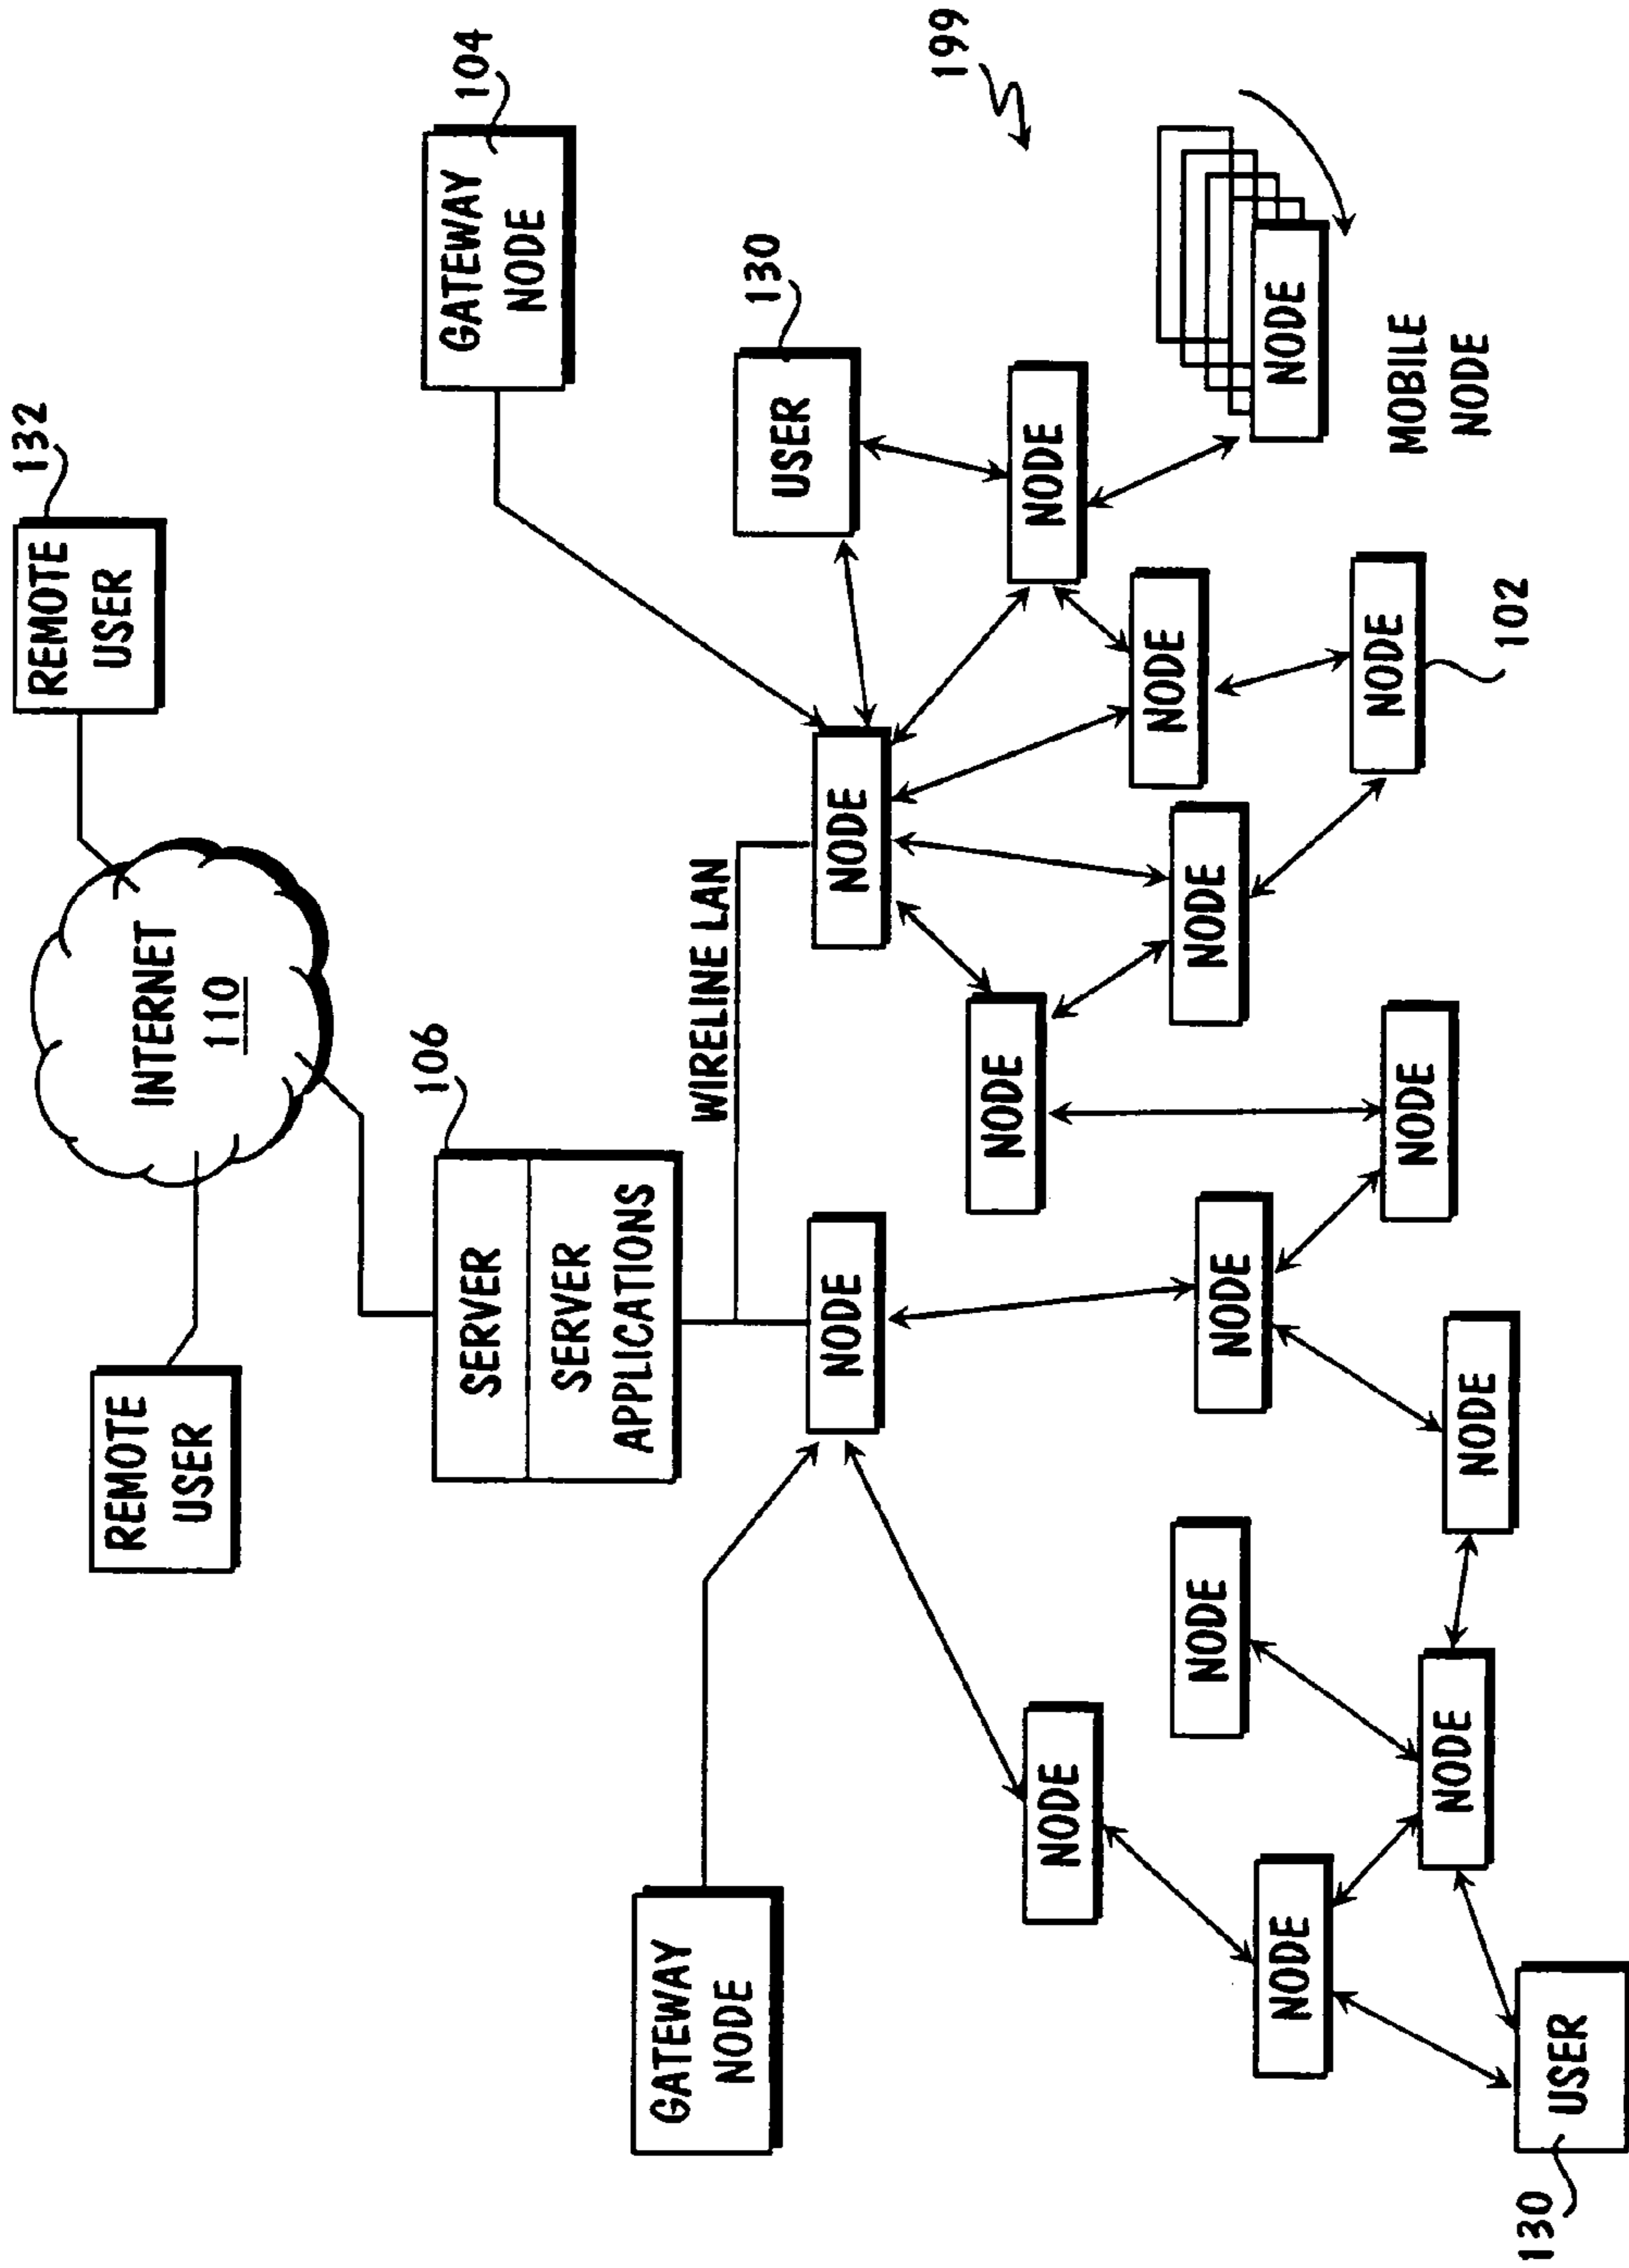 132
REMOTE
USER
REMOTE
USER
INTERNET
110
106
SERVER
SERVER
APPLICATIONS
104
GATEWAY
NODE
WIRELINE LAN
GATEWAY
NODE
130
USER
NODE
NODE
199
NODE
NODE
NODE
NODE
NODE
NODE
NODE
NODE
MOBILE
NODE
NODE
NODE
NODE
NODE
NODE
102
USER
130